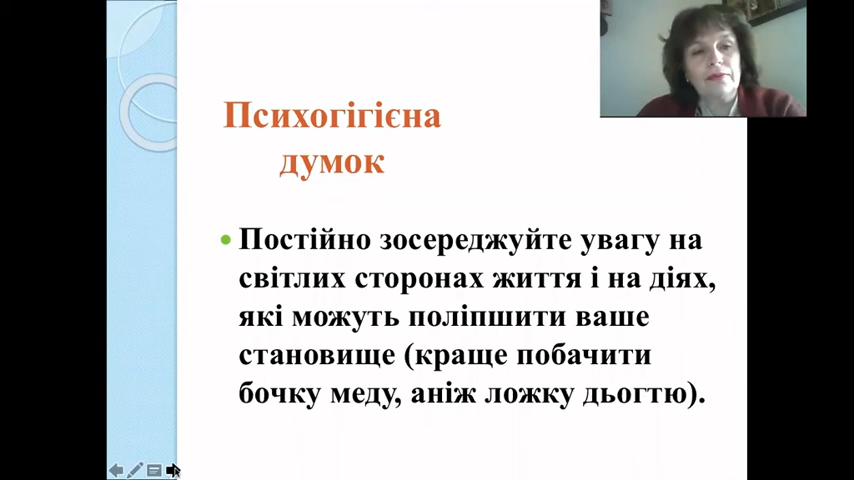 Психогігієна
думок
Постійно зосереджуйте увагу на
світлих сторонах життя і на діях,
які можуть поліпшити ваше
становище (краще побачити
бочку меду, аніж ложку дьогтю).